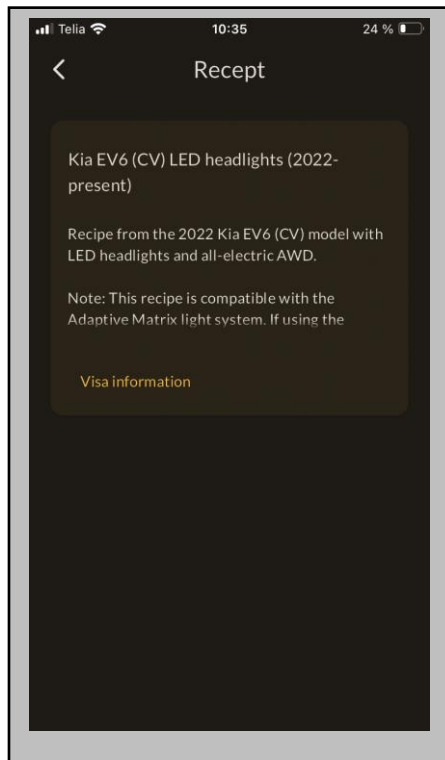 Telia 10:35 24 %
Recept
Kia EV6 (CV) LED headlights (2022-
present)
Recipe from the 2022 Kia EV6 (CV) model with
LED headlights and all-electric AWD.
Note: This recipe is compatible with the
Adaptive Matrix light system. If using the
Visa information